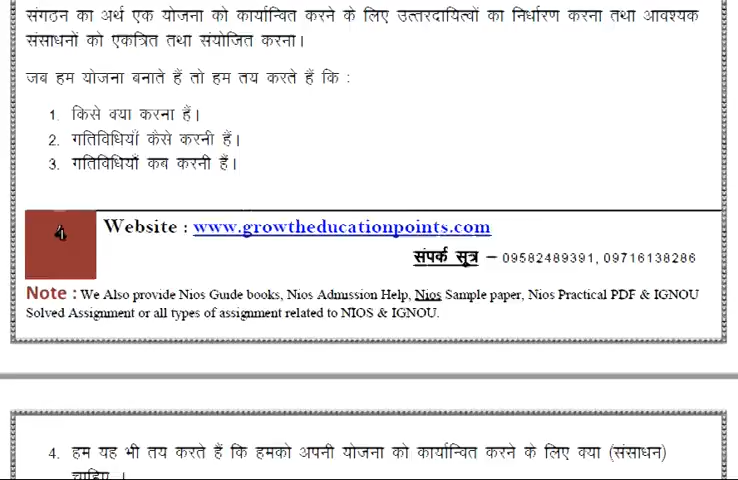 संगठन का अर्थ एक योजना को कार्यान्वित करने के लिए उत्तरदायित्वों का निर्धारण करना तथा आवश्यक
संसाधनों को एकत्रित तथा संयोजित करना।
जब हम योजना बनाते हैं तो हम तय करते हैं कि :
1. किसे क्या करना हैं।
2. गतिविधियाँ कैसे करनी हैं।
3. गतिविधियाँ कब करनी हैं।
4 Website : www.growtheducationpoints.com
संपर्क सूत्र – 09582489391, 09716138286
Note : We Also provide Nios Guide books, Nios Admission Help, Nios Sample paper, Nios Practical PDF & IGNOU
Solved Assignment or all types of assignment related to NIOS & IGNOU.
4. हम यह भी तय करते हैं कि हमको अपनी योजना को कार्यान्वित करने के लिए क्या (संसाधन)
चाहिए ।